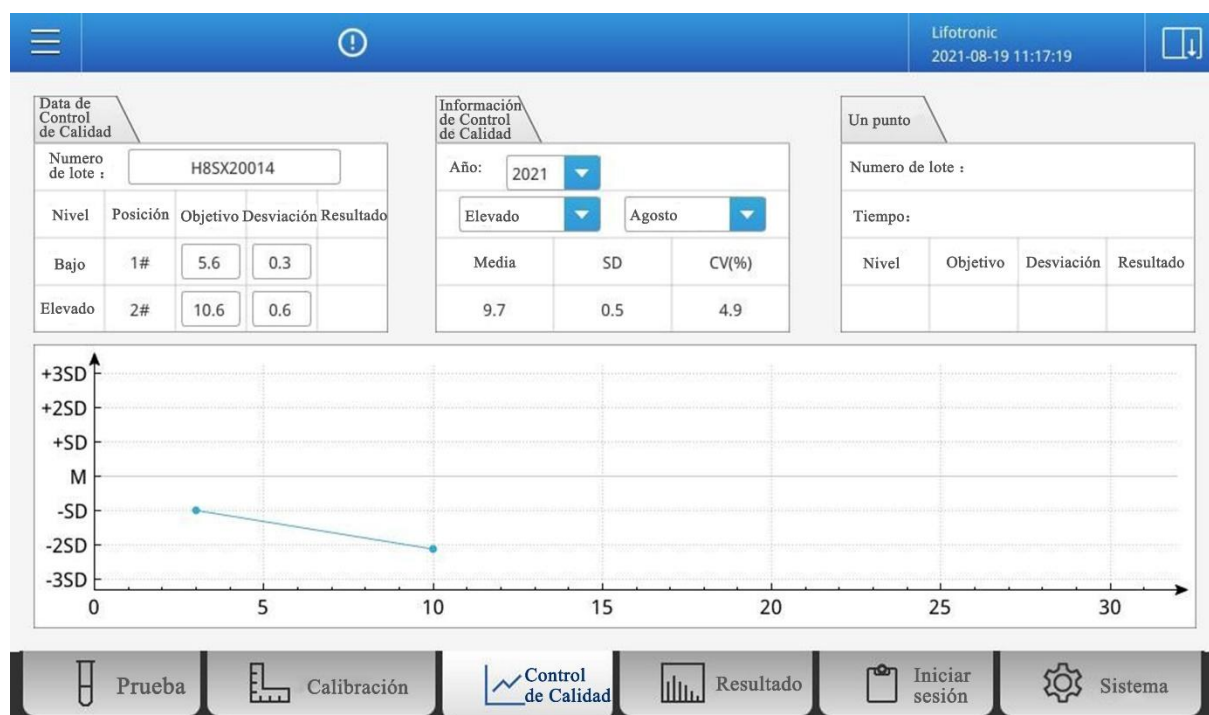 Lifotronic
2021-08-19 11:17:19
Data de
Control
de Calidad
Numero
de lote :
H8SX20014
Nivel Posición Objetivo Desviación Resultado
Bajo 1# 5.6 0.3
Elevado 2# 10.6 0.6
Información
de Control
de Calidad
Año: 2021
Elevado Agosto
Media SD CV(%)
9.7 0.5 4.9
Un punto
Numero de lote :
Tiempo:
Nivel Objetivo Desviación Resultado
+3SD
+2SD
+SD
M
-SD
-2SD
-3SD
0 5 10 15 20 25 30
Prueba
Calibración
Control
de Calidad
Resultado
Iniciar
sesión
Sistema